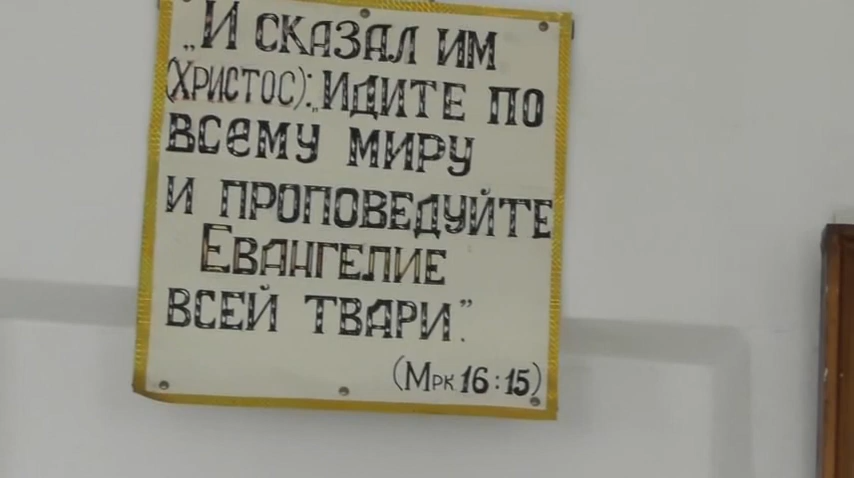 „И СКАЗАЛ ИМ
(ХРИСТОС):„ИДИТЕ ПО
ВСЕМУ МИРУ
И ПРОПОВЕДУЙТЕ
ЕВАНГЕЛИЕ
ВСЕЙ ТВАРИ”.
(МРК 16:15)